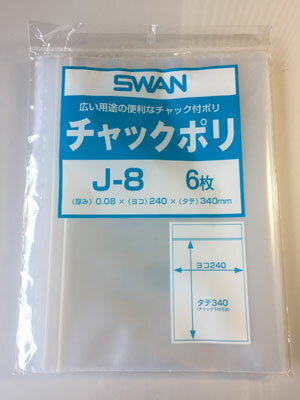 SWAN
広い用途の便利なチャック付ポリ
チャックポリ
J-8 6枚
(厚み) 0.08 × (ヨコ) 240 × (タテ) 340mm
ヨコ240
タテ340
(チャック下の寸法)